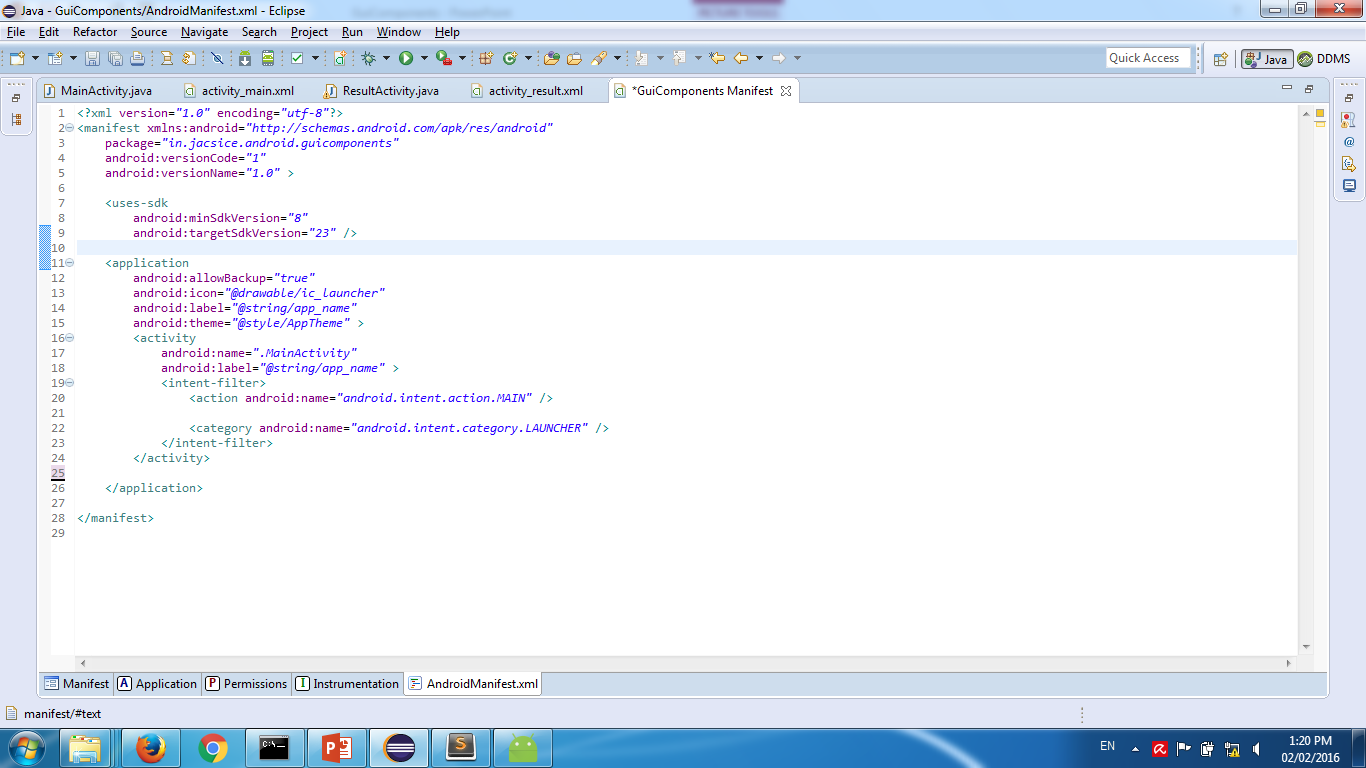 Java - GuiComponents/AndroidManifest.xml - Eclipse
File Edit Refactor Source Navigate Search Project Run Window Help
Quick Access Java DDMS
MainActivity.java activity_main.xml ResultActivity.java activity_result.xml *GuiComponents Manifest
1 <?xml version="1.0" encoding="utf-8"?>
2 <manifest xmlns:android="http://schemas.android.com/apk/res/android"
3 package="in.jacsice.android.guicomponents"
4 android:versionCode="1"
5 android:versionName="1.0" >
6
7 <uses-sdk
8 android:minSdkVersion="8"
9 android:targetSdkVersion="23" />
10
11 <application
12 android:allowBackup="true"
13 android:icon="@drawable/ic_launcher"
14 android:label="@string/app_name"
15 android:theme="@style/AppTheme" >
16 <activity
17 android:name=".MainActivity"
18 android:label="@string/app_name" >
19 <intent-filter>
20 <action android:name="android.intent.action.MAIN" />
21
22 <category android:name="android.intent.category.LAUNCHER" />
23 </intent-filter>
24 </activity>
25
26 </application>
27
28 </manifest>
29
Manifest A Application P Permissions I Instrumentation AndroidManifest.xml
manifest/#text
EN 1:20 PM
02/02/2016